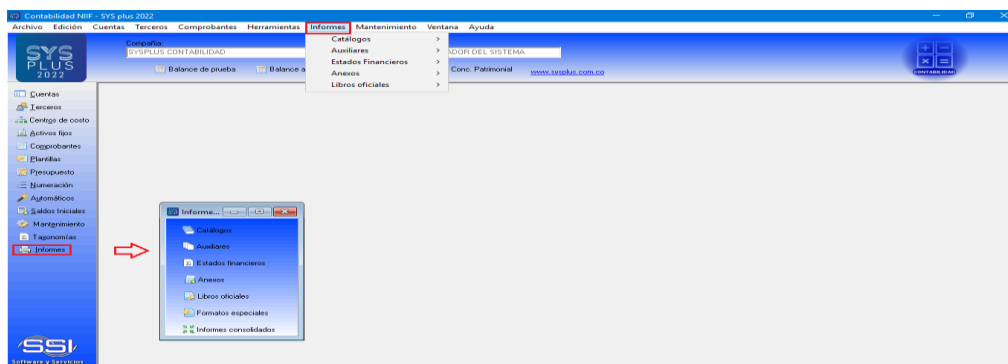 Contabilidad NIIF - SYS plus 2022
Archivo Edición Cuentas Terceros Comprobantes Herramientas Informes Mantenimiento Ventana Ayuda
SYS
PLUS
2022
Compañía:
SYSPLUS CONTABILIDAD
ADOR DEL SISTEMA
Balance de prueba
Balance a
Conc. Patrimonial
www.sysplus.com.co
CONTABILIDAD
Catálogos
Auxiliares
Estados Financieros
Anexos
Libros oficiales
Cuentas
Terceros
Centros de costo
Activos fijos
Comprobantes
Plantillas
Presupuesto
Numeración
Automáticos
Saldos Iniciales
Mantenimiento
Taxonomías
Informes
Informe...
Catálogos
Auxiliares
Estados financieros
Anexos
Libros oficiales
Formatos especiales
Informes consolidados
SSI
Software y Servicios